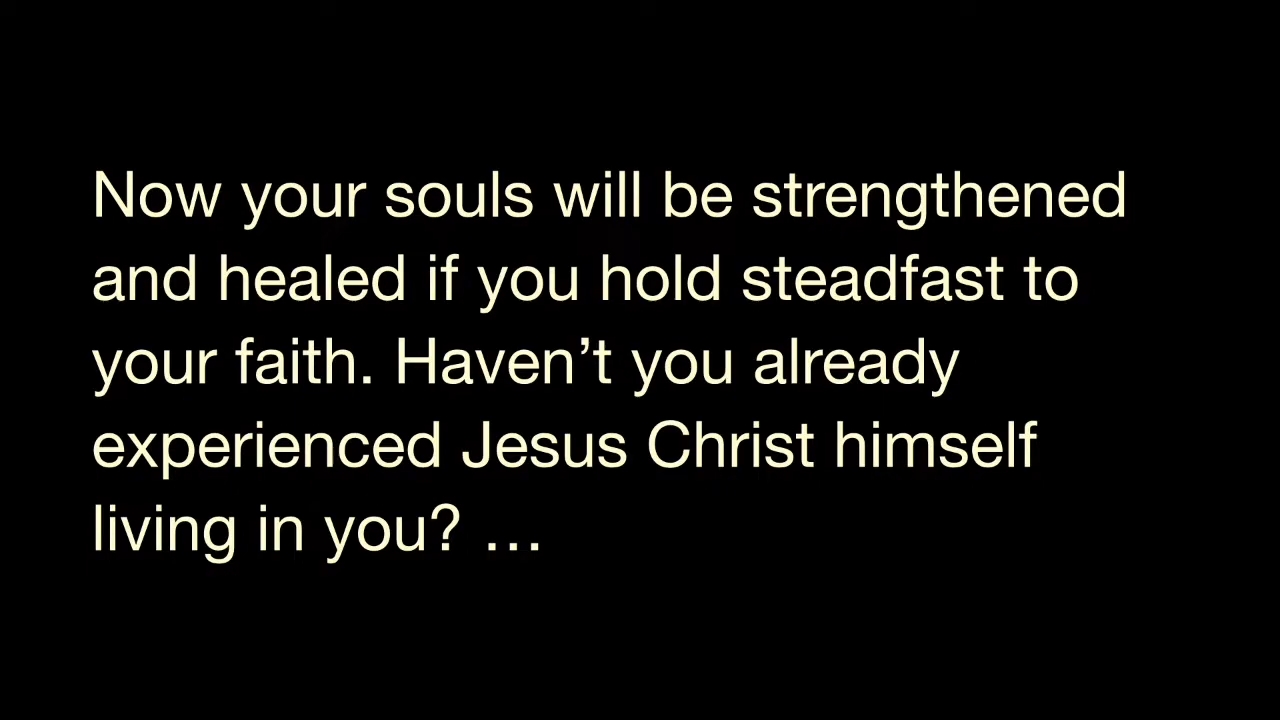 Now your souls will be strengthened
and healed if you hold steadfast to
your faith. Haven’t you already
experienced Jesus Christ himself
living in you? …